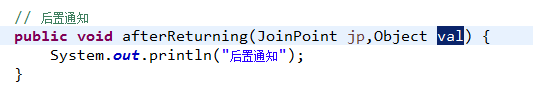 // 后置通知
public void afterReturning(JoinPoint jp,Object val) {
System.out.println("后置通知");
}